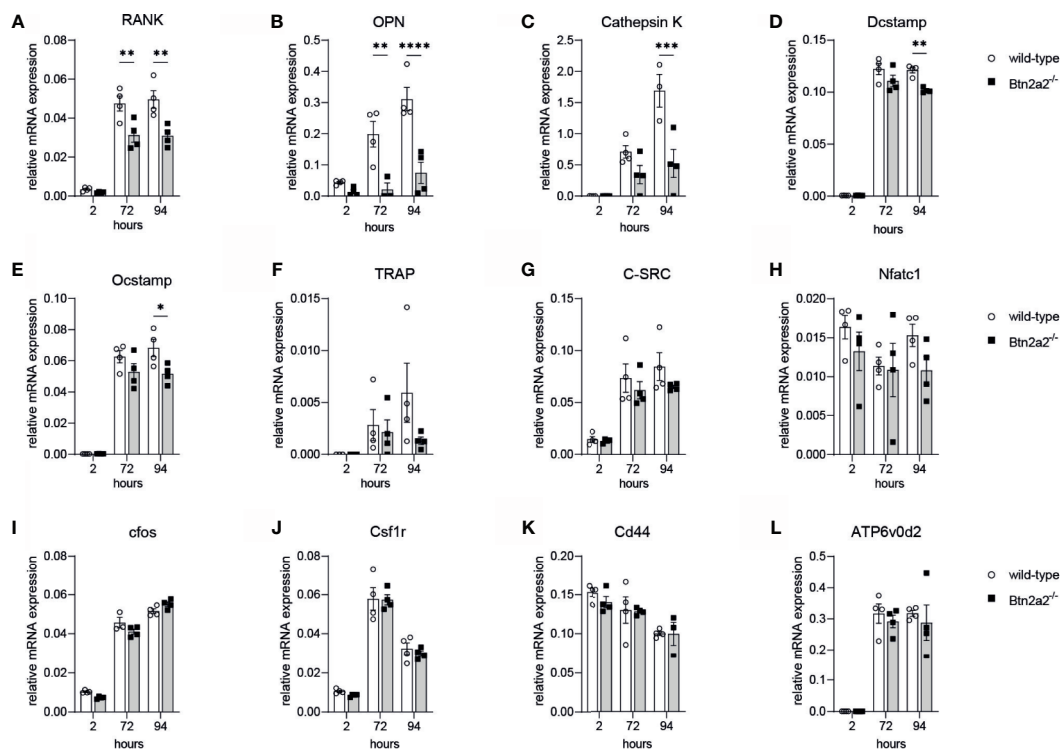 A RANK
relative mRNA expression
0.08
0.06
0.04
0.02
0.00
** **
2 72 94
hours
B OPN
relative mRNA expression
0.5
0.4
0.3
0.2
0.1
0.0
** ****
2 72 94
hours
C Cathepsin K
relative mRNA expression
2.5
2.0
1.5
1.0
0.5
0.0
***
2 72 94
hours
D Dcstamp
relative mRNA expression
0.20
0.15
0.10
0.05
0.00
**
2 72 94
hours
wild-type
Btn2a2-/-
E Ocstamp
relative mRNA expression
0.10
0.08
0.06
0.04
0.02
0.00
*
2 72 94
hours
F TRAP
relative mRNA expression
0.015
0.010
0.005
0.000
2 72 94
hours
G C-SRC
relative mRNA expression
0.15
0.10
0.05
0.00
2 72 94
hours
H Nfatc1
relative mRNA expression
0.020
0.015
0.010
0.005
0.000
2 72 94
hours
wild-type
Btn2a2-/-
I cfos
relative mRNA expression
0.08
0.06
0.04
0.02
0.00
2 72 94
hours
J Csf1r
relative mRNA expression
0.08
0.06
0.04
0.02
0.00
2 72 94
hours
K Cd44
relative mRNA expression
0.20
0.15
0.10
0.05
0.00
2 72 94
hours
L ATP6v0d2
relative mRNA expression
0.5
0.4
0.3
0.2
0.1
0.0
2 72 94
hours
wild-type
Btn2a2-/-